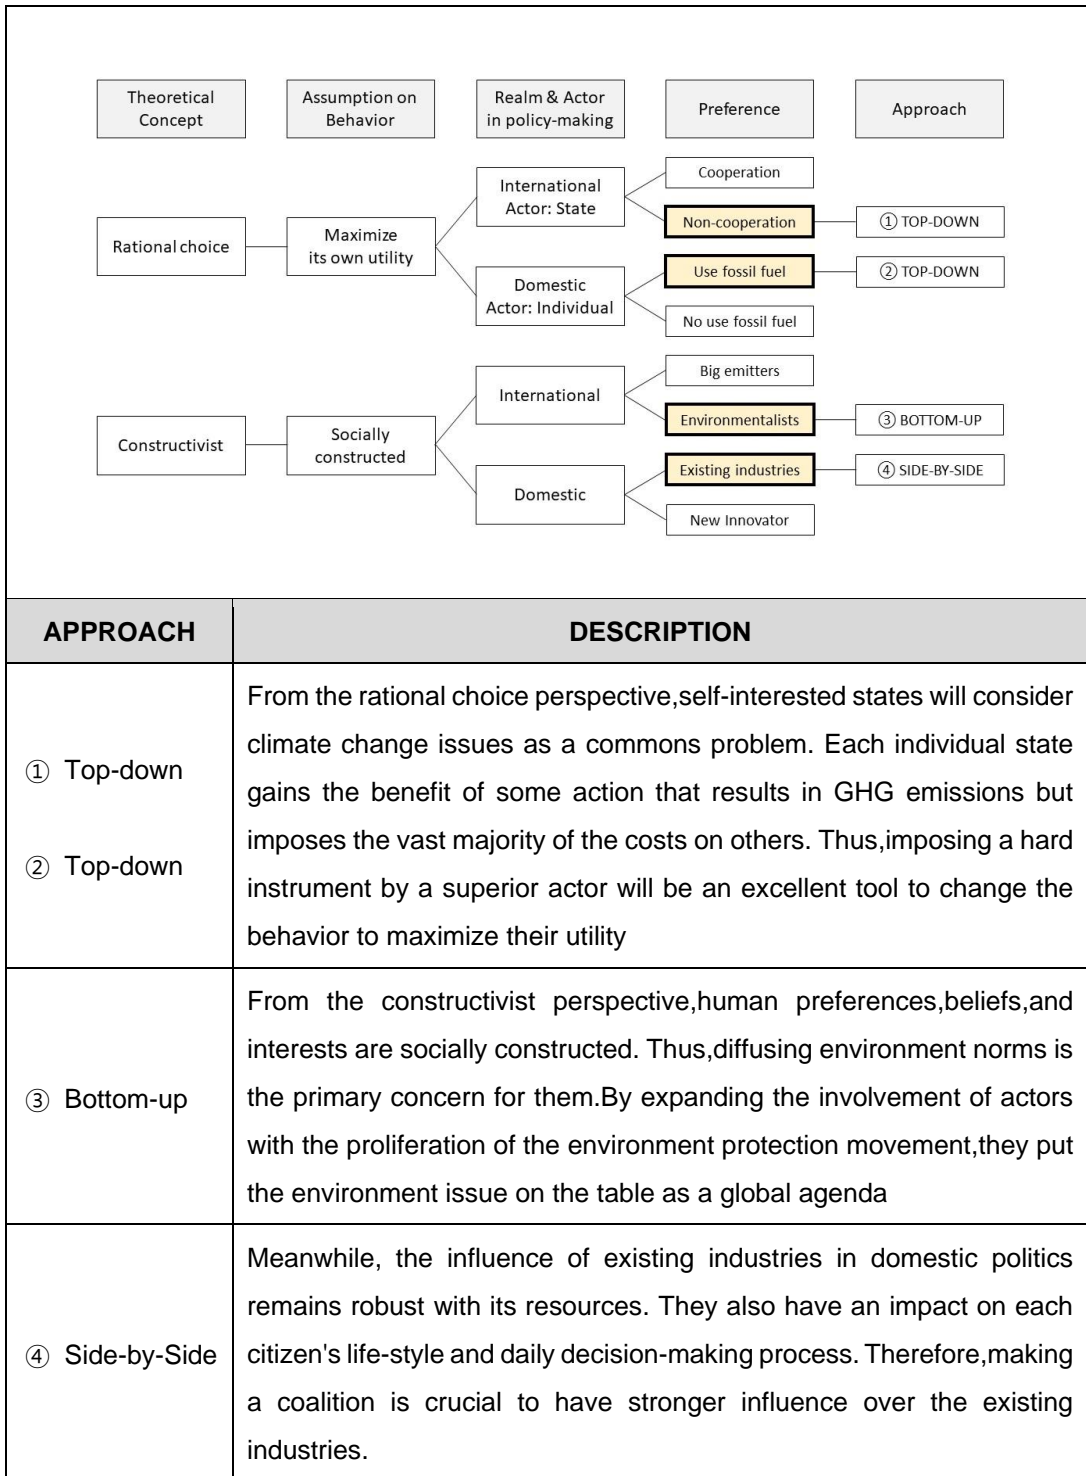 Theoretical
Concept
Assumption on
Behavior
Realm & Actor
in policy-making
Preference
Approach
Rational choice
Maximize
its own utility
International
Actor: State
Cooperation
Non-cooperation
① TOP-DOWN
Domestic
Actor: Individual
Use fossil fuel
② TOP-DOWN
No use fossil fuel
Constructivist
Socially
constructed
International
Big emitters
Environmentalists
③ BOTTOM-UP
Domestic
Existing industries
④ SIDE-BY-SIDE
New Innovator
APPROACH
DESCRIPTION
① Top-down
② Top-down
From the rational choice perspective,self-interested states will consider
climate change issues as a commons problem. Each individual state
gains the benefit of some action that results in GHG emissions but
imposes the vast majority of the costs on others. Thus,imposing a hard
instrument by a superior actor will be an excellent tool to change the
behavior to maximize their utility
③ Bottom-up
From the constructivist perspective,human preferences,beliefs,and
interests are socially constructed. Thus,diffusing environment norms is
the primary concern for them.By expanding the involvement of actors
with the proliferation of the environment protection movement,they put
the environment issue on the table as a global agenda
④ Side-by-Side
Meanwhile, the influence of existing industries in domestic politics
remains robust with its resources. They also have an impact on each
citizen's life-style and daily decision-making process. Therefore,making
a coalition is crucial to have stronger influence over the existing
industries.